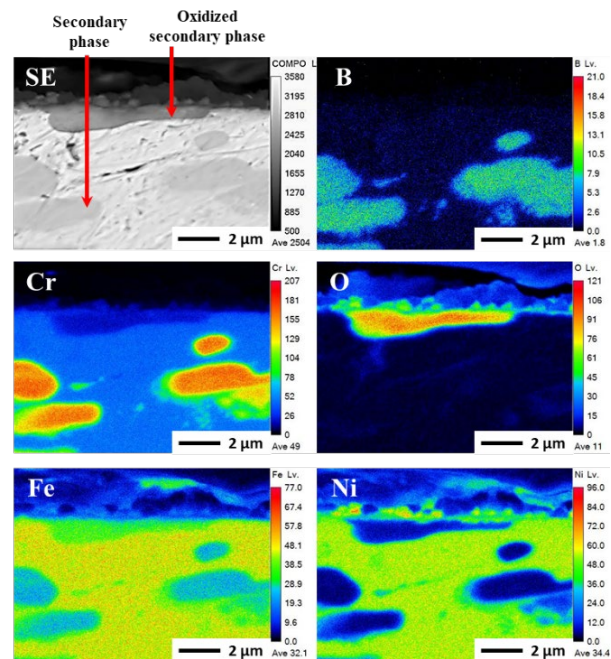 Secondary
phase
Oxidized
secondary phase
SE
COMPO L
3580
3195
2810
2425
2040
1655
1270
885
500
Ave 2504
2 μm
B
B Lv.
21.0
18.4
15.8
13.1
10.5
7.9
5.3
2.6
0.0
Ave 1.8
2 μm
Cr
Cr Lv.
207
181
155
129
104
78
52
26
0
Ave 49
2 μm
O
O Lv.
121
106
91
76
61
45
30
15
0
Ave 11
2 μm
Fe
Fe Lv.
77.0
67.4
57.8
48.1
38.5
28.9
19.3
9.6
0.0
Ave 32.1
2 μm
Ni
Ni Lv.
96.0
84.0
72.0
60.0
48.0
36.0
24.0
12.0
0.0
Ave 34.4
2 μm